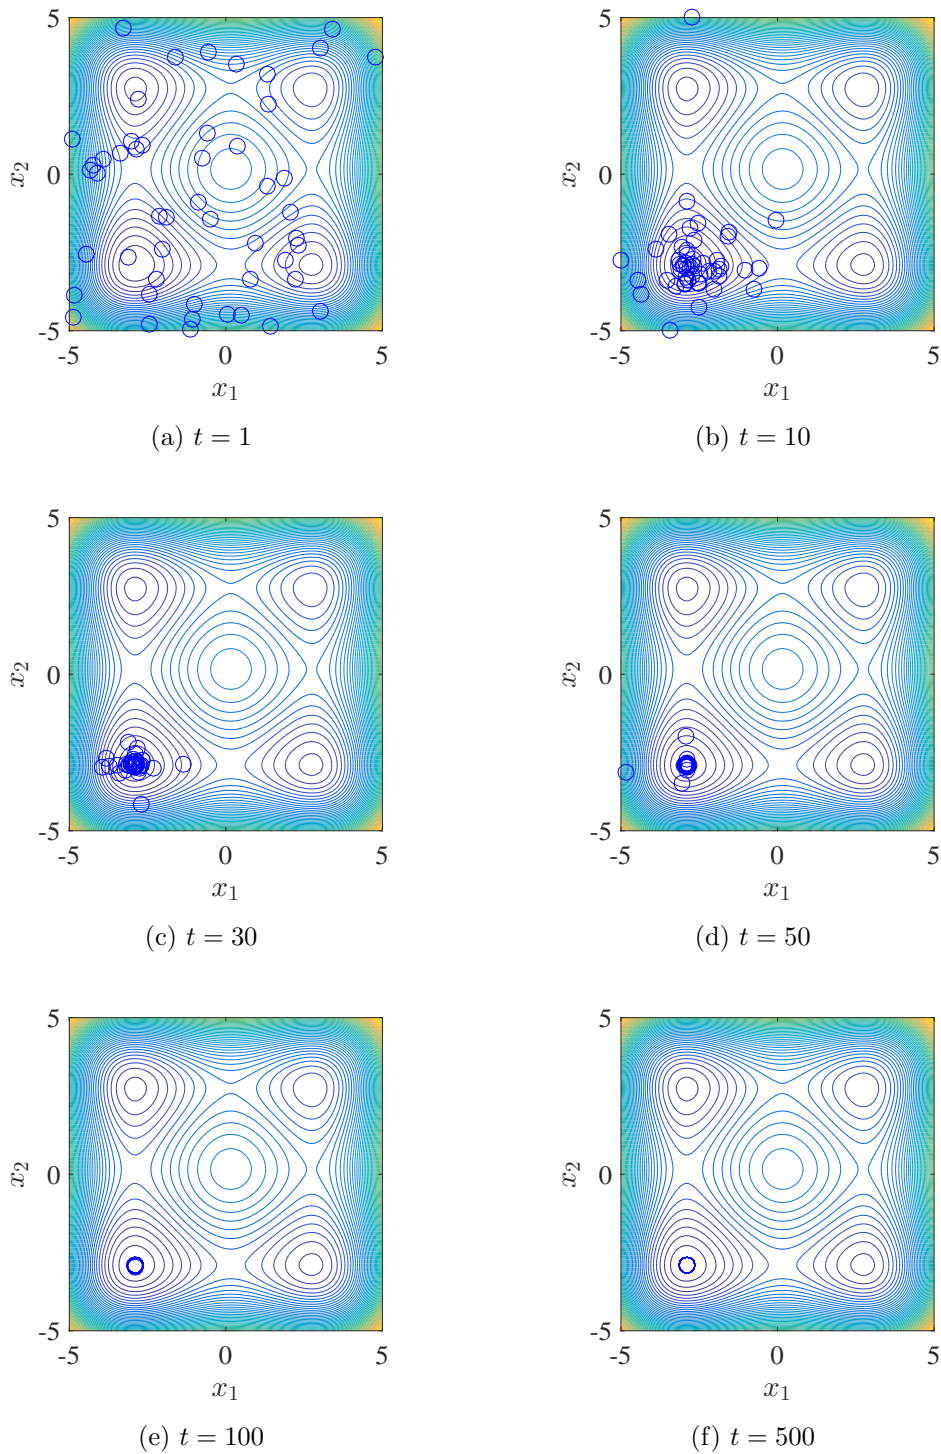 5
0
-5
x₂
-5 0 5
x₁
(a) t = 1
5
0
-5
x₂
-5 0 5
x₁
(b) t = 10
5
0
-5
x₂
-5 0 5
x₁
(c) t = 30
5
0
-5
x₂
-5 0 5
x₁
(d) t = 50
5
0
-5
x₂
-5 0 5
x₁
(e) t = 100
5
0
-5
x₂
-5 0 5
x₁
(f) t = 500